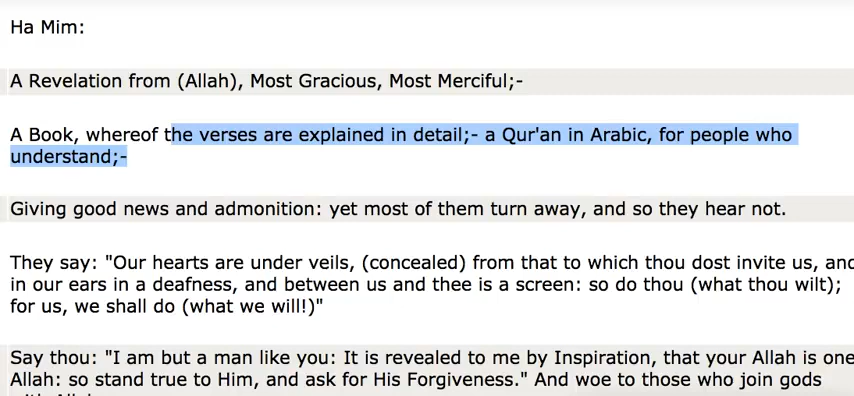 Ha Mim:
A Revelation from (Allah), Most Gracious, Most Merciful;-
A Book, whereof the verses are explained in detail;- a Qur'an in Arabic, for people who
understand;-
Giving good news and admonition: yet most of them turn away, and so they hear not.
They say: "Our hearts are under veils, (concealed) from that to which thou dost invite us, and
in our ears in a deafness, and between us and thee is a screen: so do thou (what thou wilt);
for us, we shall do (what we will!)"
Say thou: "I am but a man like you: It is revealed to me by Inspiration, that your Allah is one
Allah: so stand true to Him, and ask for His Forgiveness." And woe to those who join gods